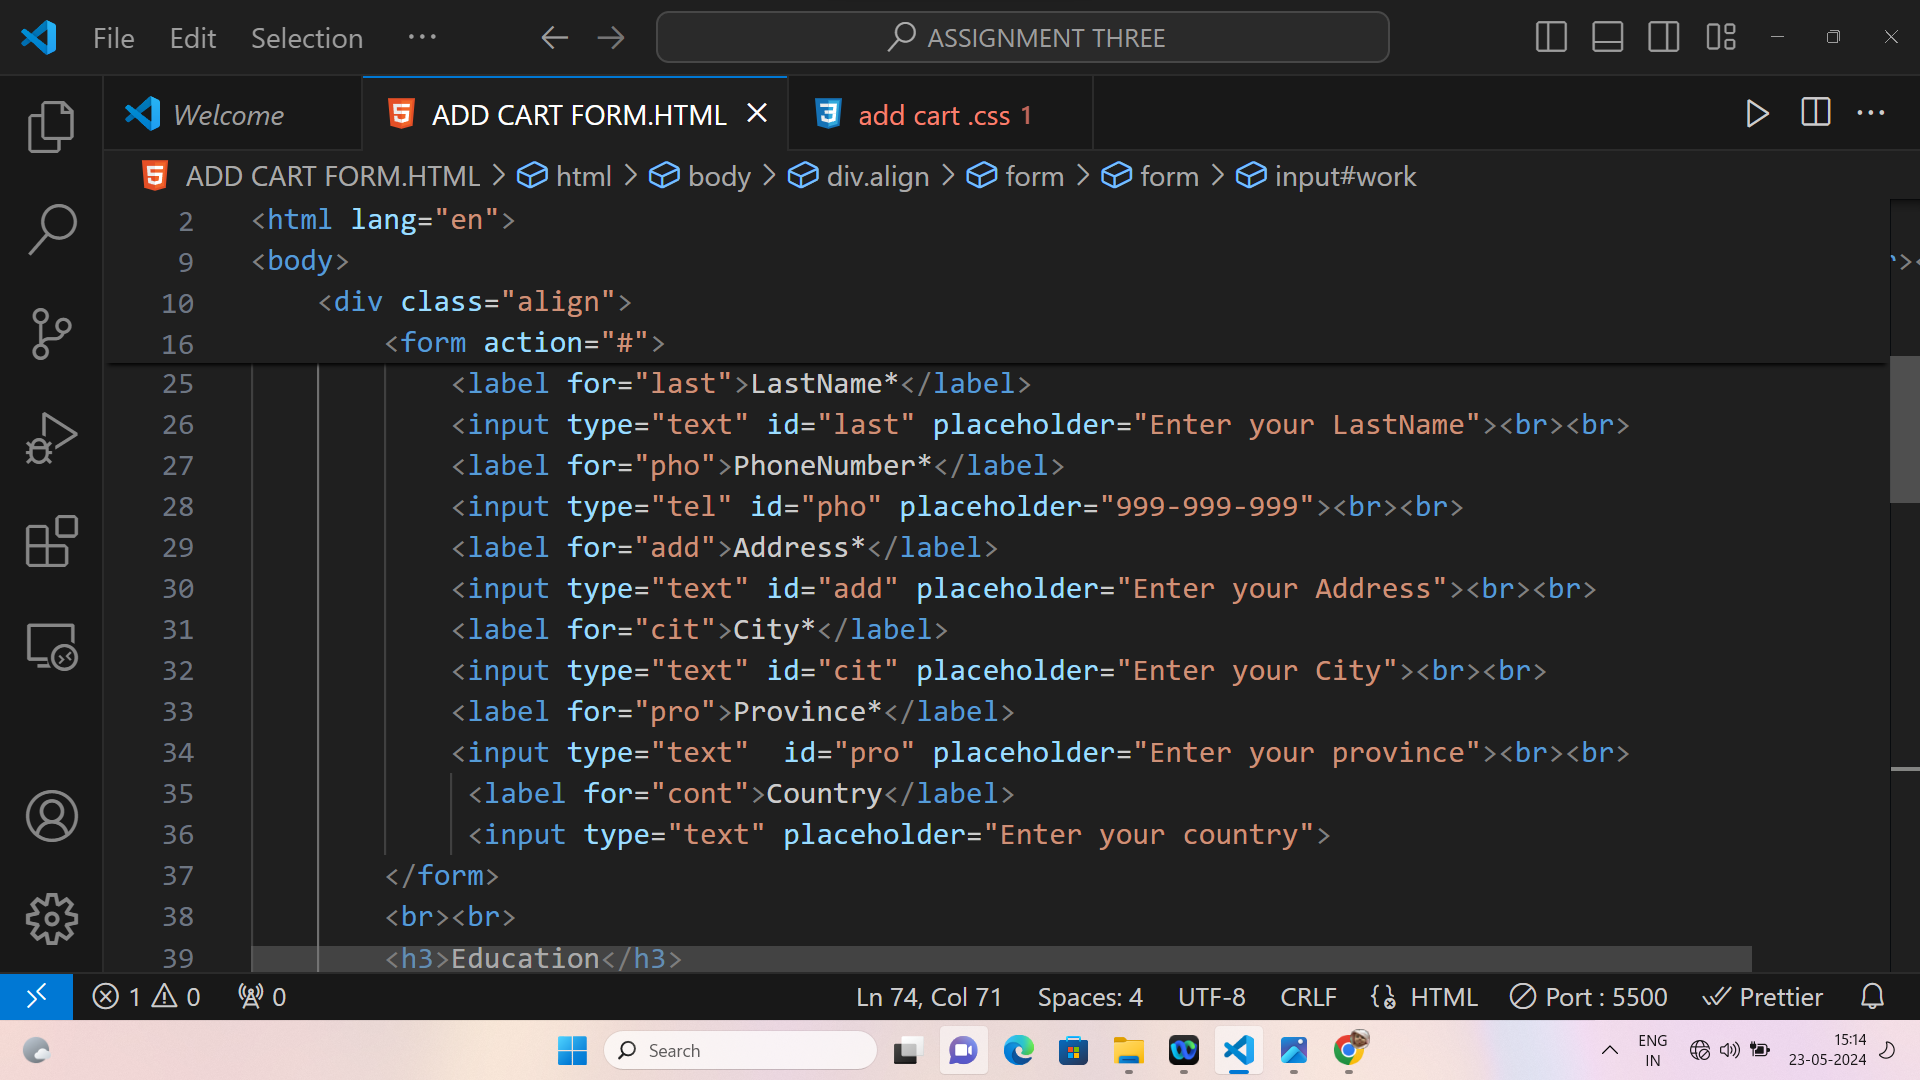 File Edit Selection ··· ASSIGNMENT THREE
Welcome ADD CART FORM.HTML add cart .css 1
ADD CART FORM.HTML > html > body > div.align > form > form > input#work
2 <html lang="en">
9 <body>
10 <div class="align">
16 <form action="#">
25 <label for="last">LastName*</label>
26 <input type="text" id="last" placeholder="Enter your LastName"><br><br>
27 <label for="pho">PhoneNumber*</label>
28 <input type="tel" id="pho" placeholder="999-999-999"><br><br>
29 <label for="add">Address*</label>
30 <input type="text" id="add" placeholder="Enter your Address"><br><br>
31 <label for="cit">City*</label>
32 <input type="text" id="cit" placeholder="Enter your City"><br><br>
33 <label for="pro">Province*</label>
34 <input type="text"  id="pro" placeholder="Enter your province"><br><br>
35 <label for="cont">Country</label>
36 <input type="text" placeholder="Enter your country">
37 </form>
38 <br><br>
39 <h3>Education</h3>
1 0 0 Ln 74, Col 71 Spaces: 4 UTF-8 CRLF HTML Port : 5500 Prettier
Search ENG 15:14
IN 23-05-2024